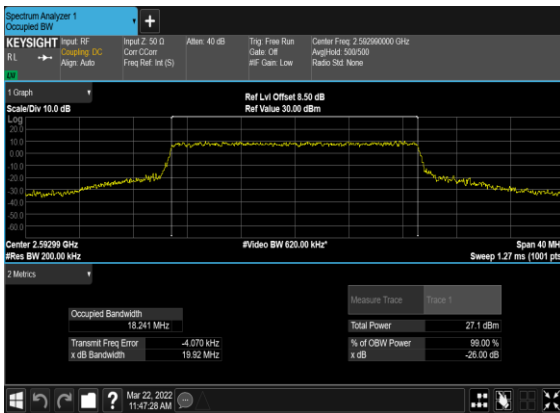 Spectrum Analyzer 1
Occupied BW
+
KEYSIGHT
RL
LV
Input: RF
Coupling: DC
Align: Auto
Input Z: 50 Ω
Corr CCorr
Freq Ref: Int (S)
Atten: 40 dB
Trig: Free Run
Gate: Off
#IF Gain: Low
Center Freq: 2.592990000 GHz
Avg|Hold: 500/500
Radio Std: None
1 Graph
Scale/Div 10.0 dB
Ref Lvl Offset 8.50 dB
Ref Value 30.00 dBm
Log
20.0
10.0
0.00
-10.0
-20.0
-30.0
-40.0
-50.0
-60.0
Center 2.59299 GHz
#Res BW 200.00 kHz
#Video BW 620.00 kHz*
Span 40 MH
Sweep 1.27 ms (1001 pts
2 Metrics
Measure Trace Trace 1
Occupied Bandwidth
18.241 MHz
Total Power 27.1 dBm
Transmit Freq Error -4.070 kHz
% of OBW Power 99.00 %
x dB Bandwidth 19.92 MHz
x dB -26.00 dB
?
Mar 22, 2022
11:47:28 AM